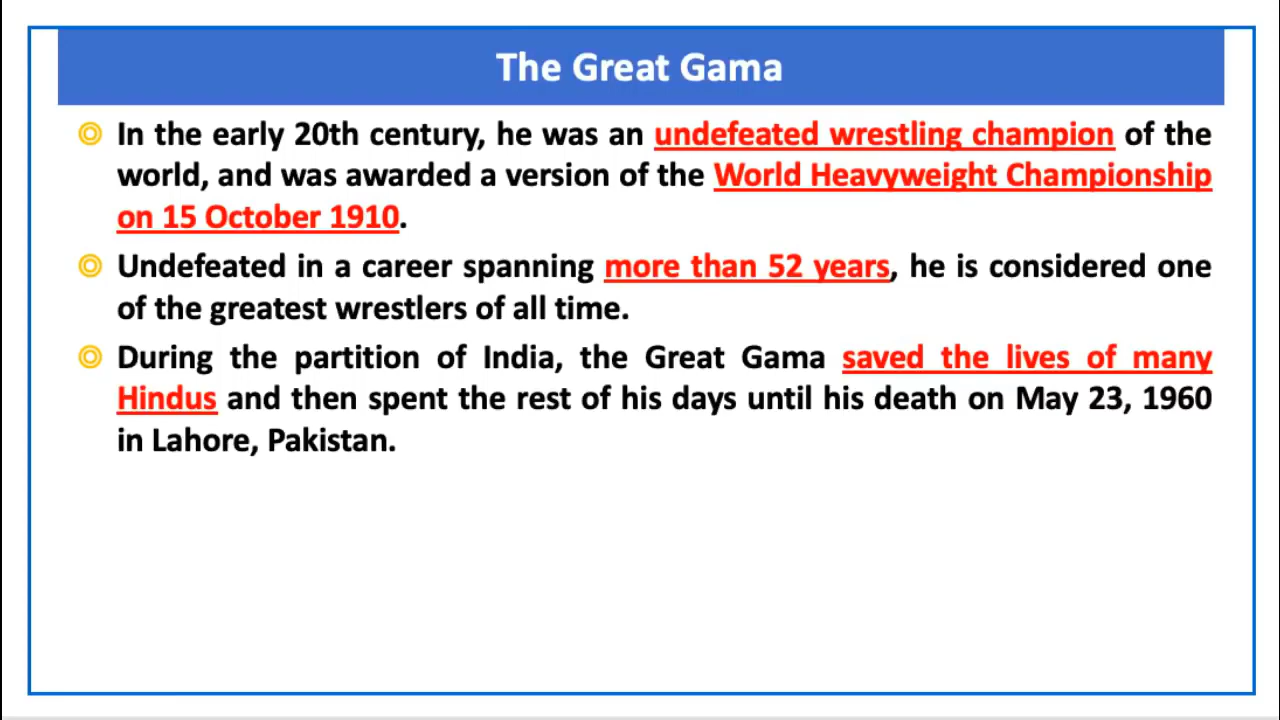 The Great Gama
In the early 20th century, he was an undefeated wrestling champion of the
world, and was awarded a version of the World Heavyweight Championship
on 15 October 1910.
Undefeated in a career spanning more than 52 years, he is considered one
of the greatest wrestlers of all time.
During the partition of India, the Great Gama saved the lives of many
Hindus and then spent the rest of his days until his death on May 23, 1960
in Lahore, Pakistan.